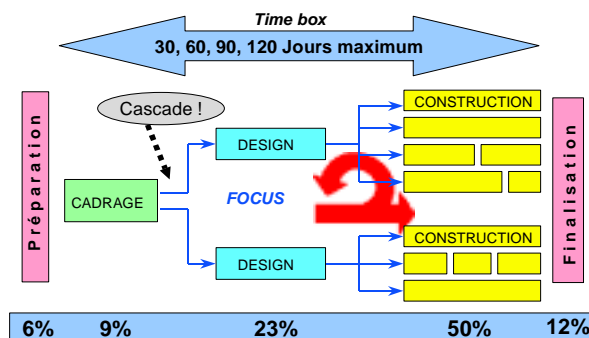 Time box
30, 60, 90, 120 Jours maximum
Préparation
Cascade !
CADRAGE
DESIGN
FOCUS
DESIGN
CONSTRUCTION
CONSTRUCTION
Finalisation
6% 9% 23% 50% 12%